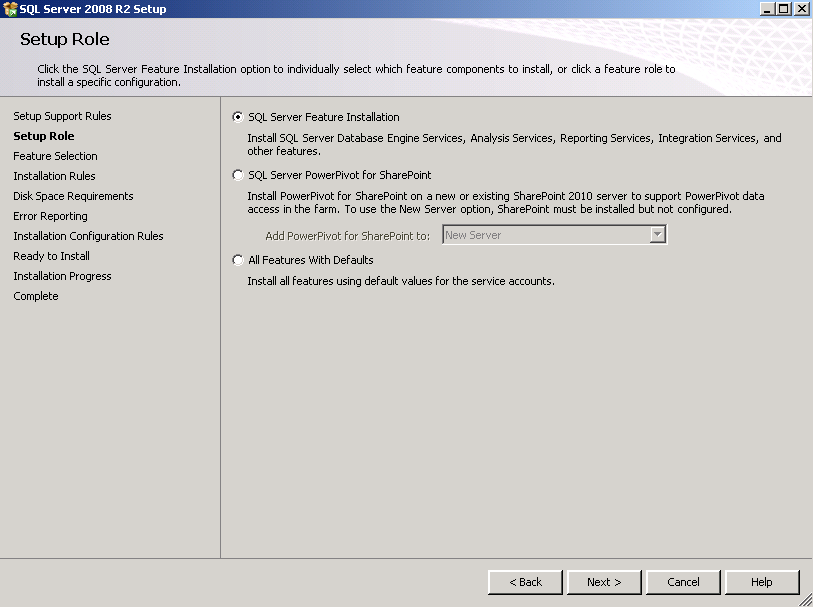 SQL Server 2008 R2 Setup
Setup Role
Click the SQL Server Feature Installation option to individually select which feature components to install, or click a feature role to
install a specific configuration.
Setup Support Rules
Setup Role
Feature Selection
Installation Rules
Disk Space Requirements
Error Reporting
Installation Configuration Rules
Ready to Install
Installation Progress
Complete
SQL Server Feature Installation
Install SQL Server Database Engine Services, Analysis Services, Reporting Services, Integration Services, and
other features.
SQL Server PowerPivot for SharePoint
Install PowerPivot for SharePoint on a new or existing SharePoint 2010 server to support PowerPivot data
access in the farm. To use the New Server option, SharePoint must be installed but not configured.
Add PowerPivot for SharePoint to: New Server
All Features With Defaults
Install all features using default values for the service accounts.
< Back Next > Cancel Help